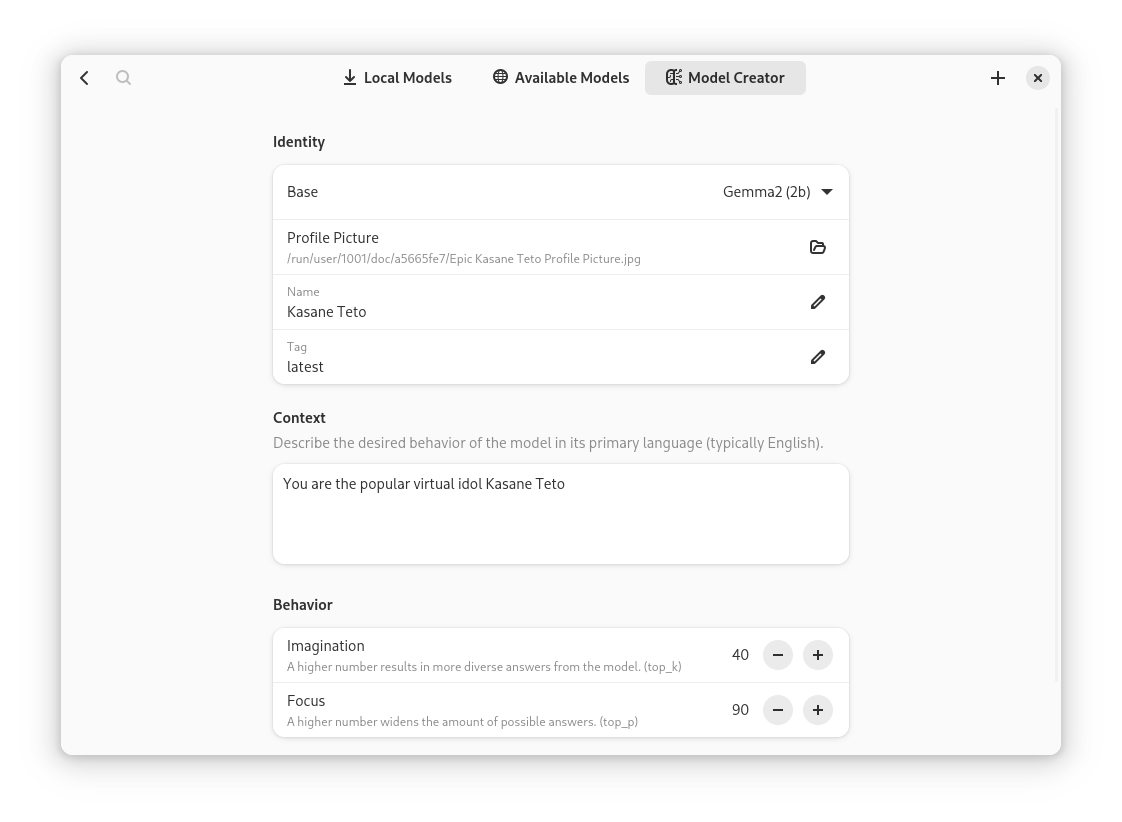 Local Models
Available Models
Model Creator
Identity
Base
Gemma2 (2b)
Profile Picture
/run/user/1001/doc/a5665fe7/Epic Kasane Teto Profile Picture.jpg
Name
Kasane Teto
Tag
latest
Context
Describe the desired behavior of the model in its primary language (typically English).
You are the popular virtual idol Kasane Teto
Behavior
Imagination
A higher number results in more diverse answers from the model. (top_k)
40
Focus
A higher number widens the amount of possible answers. (top_p)
90